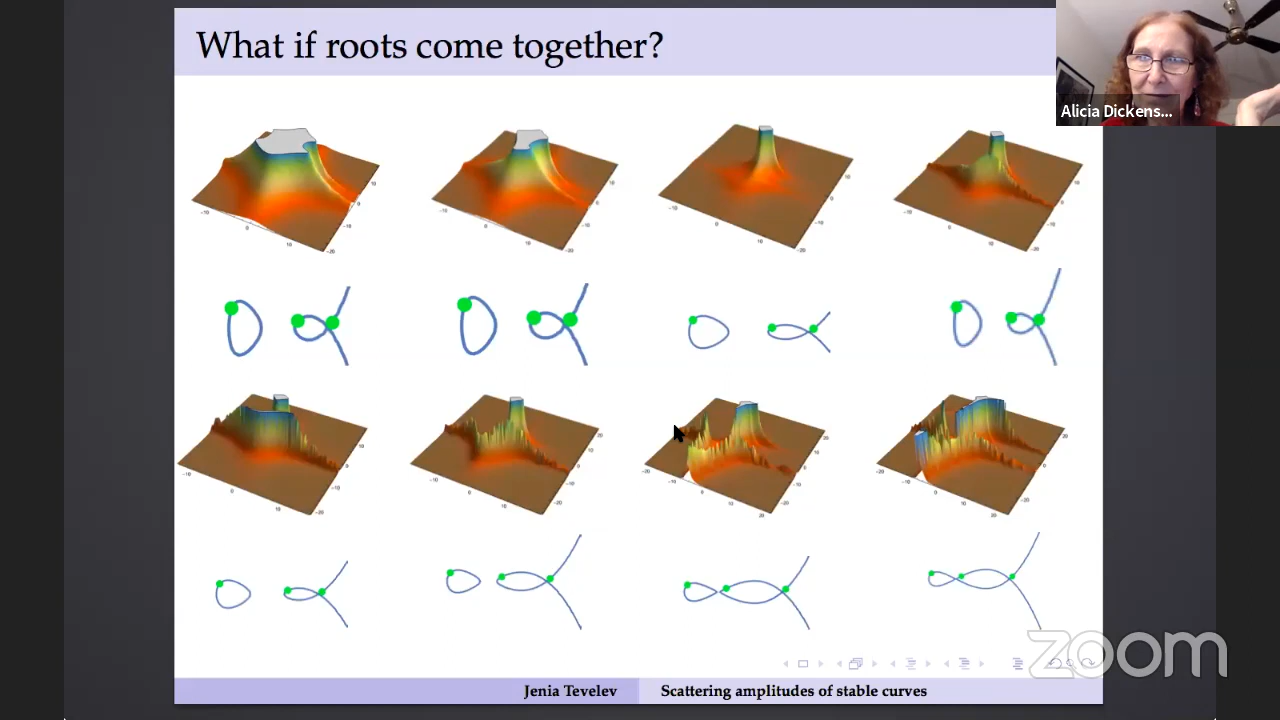 What if roots come together?
Alicia Dickens...
Jenia Tevelev
Scattering amplitudes of stable curves
zoom